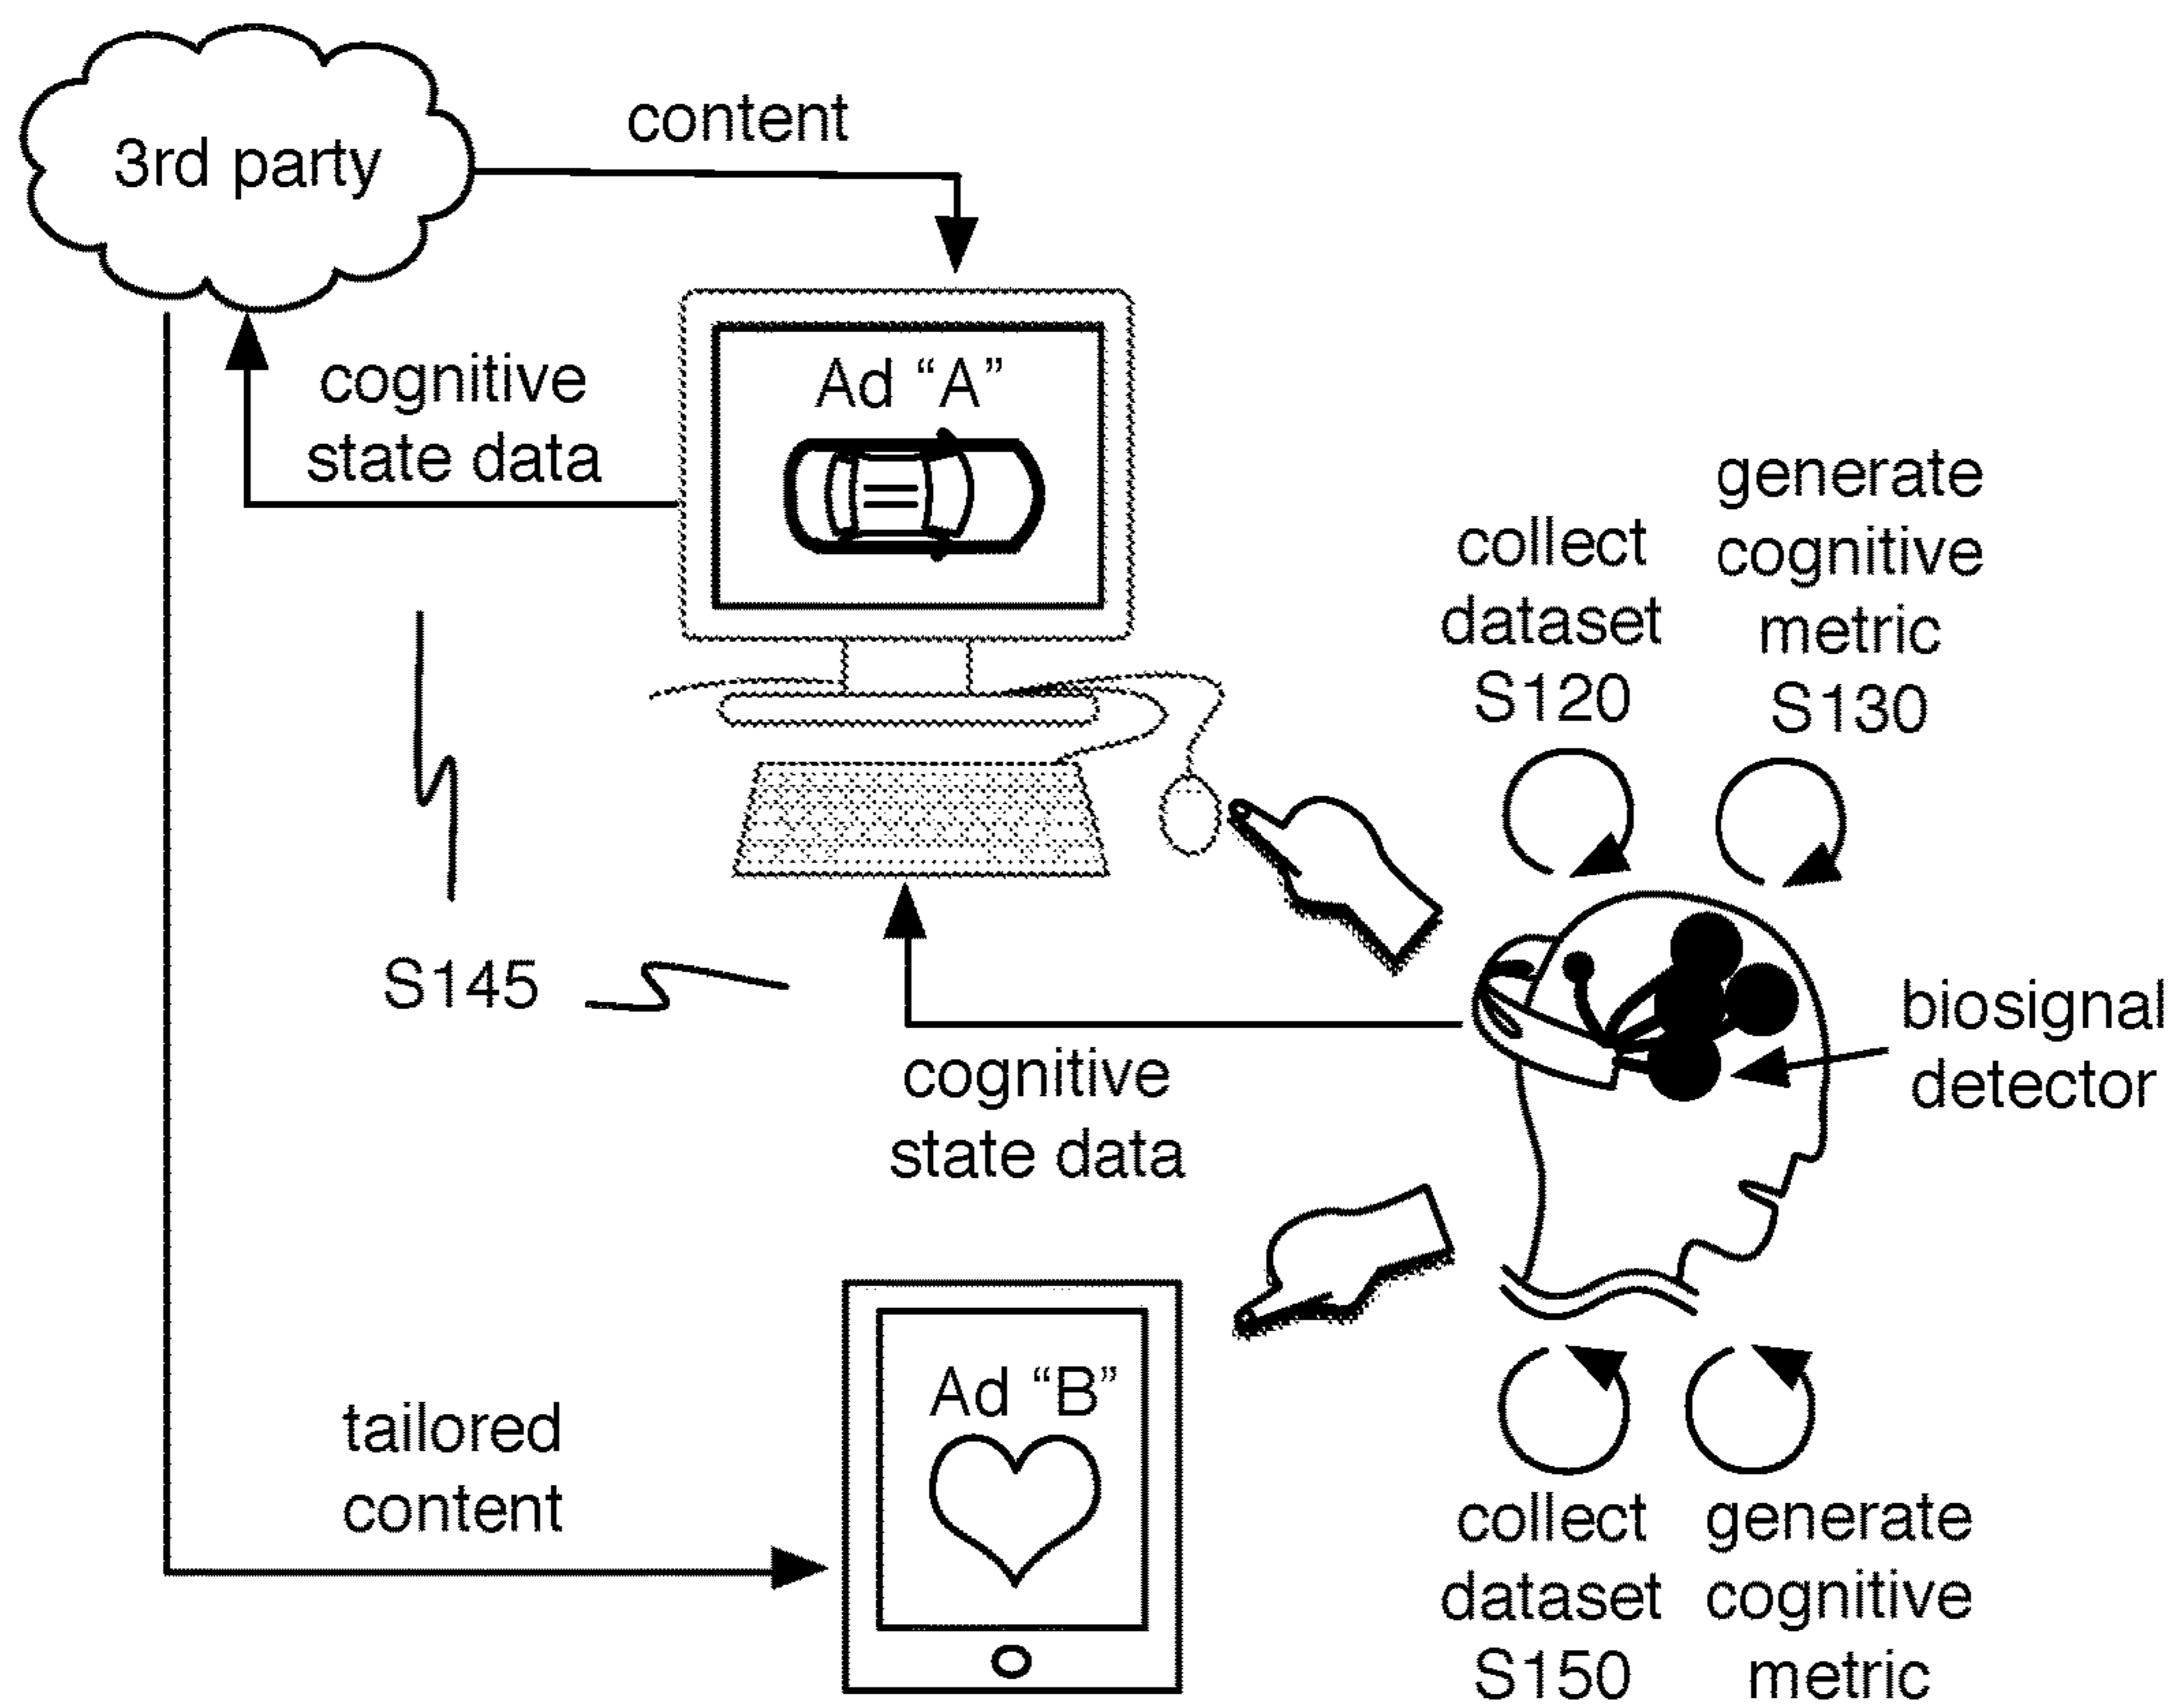 3rd party
content
cognitive
state data
Ad “A”
collect
dataset
S120
generate
cognitive
metric
S130
S145
cognitive
state data
biosignal
detector
tailored
content
Ad “B”
collect
dataset
S150
generate
cognitive
metric